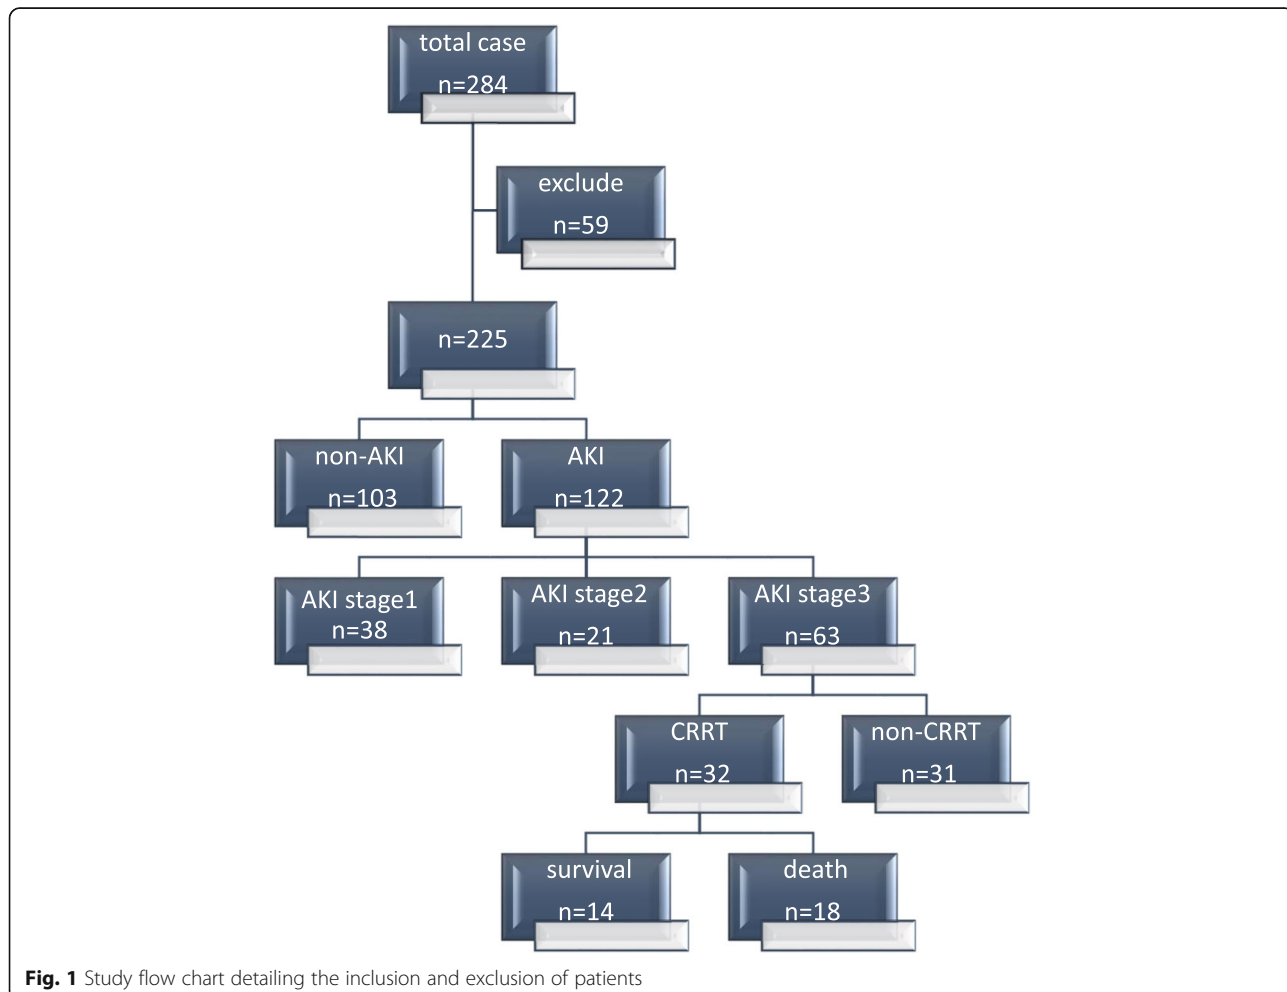 total case
n=284
exclude
n=59
n=225
non-AKI
n=103
AKI
n=122
AKI stage1
n=38
AKI stage2
n=21
AKI stage3
n=63
CRRT
n=32
non-CRRT
n=31
survival
n=14
death
n=18
Fig. 1 Study flow chart detailing the inclusion and exclusion of patients